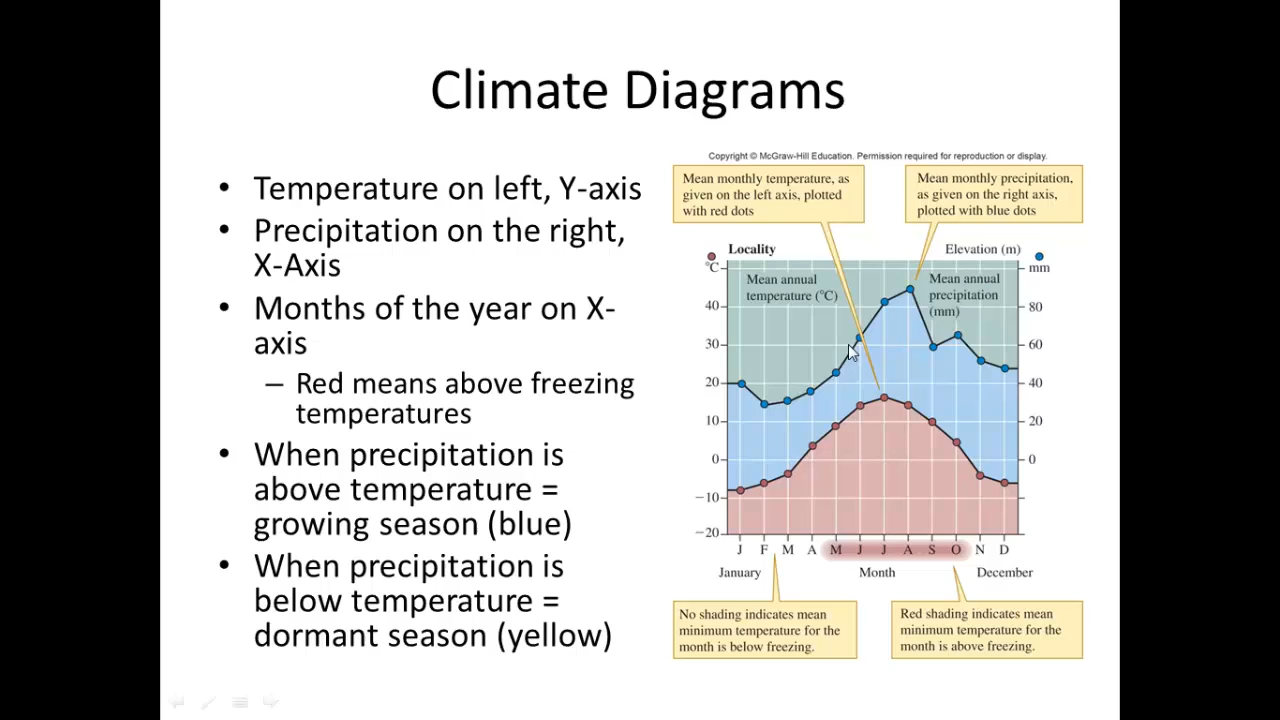 Climate Diagrams
• Temperature on left, Y-axis
• Precipitation on the right,
X-Axis
• Months of the year on X-
axis
– Red means above freezing
temperatures
• When precipitation is
above temperature =
growing season (blue)
• When precipitation is
below temperature =
dormant season (yellow)
Copyright © McGraw-Hill Education. Permission required for reproduction or display.
Mean monthly temperature, as
given on the left axis, plotted
with red dots
Mean monthly precipitation,
as given on the right axis,
plotted with blue dots
Locality
Elevation (m)
°C
mm
Mean annual
temperature (°C)
Mean annual
precipitation
(mm)
40
30
20
10
0
−10
−20
80
60
40
20
0
J F M A M J J A S O N D
January Month December
No shading indicates mean
minimum temperature for the
month is below freezing.
Red shading indicates mean
minimum temperature for the
month is above freezing.